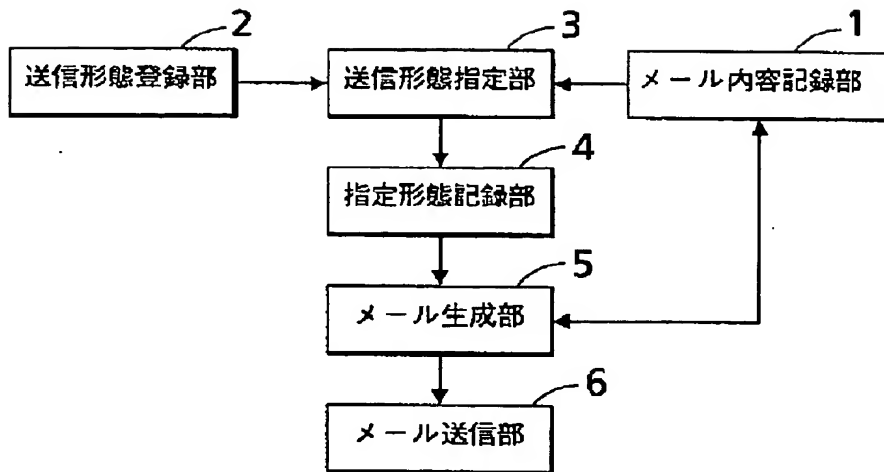 2
3
1
送信形態登録部
送信形態指定部
メール内容記録部
4
指定形態記録部
5
メール生成部
6
メール送信部